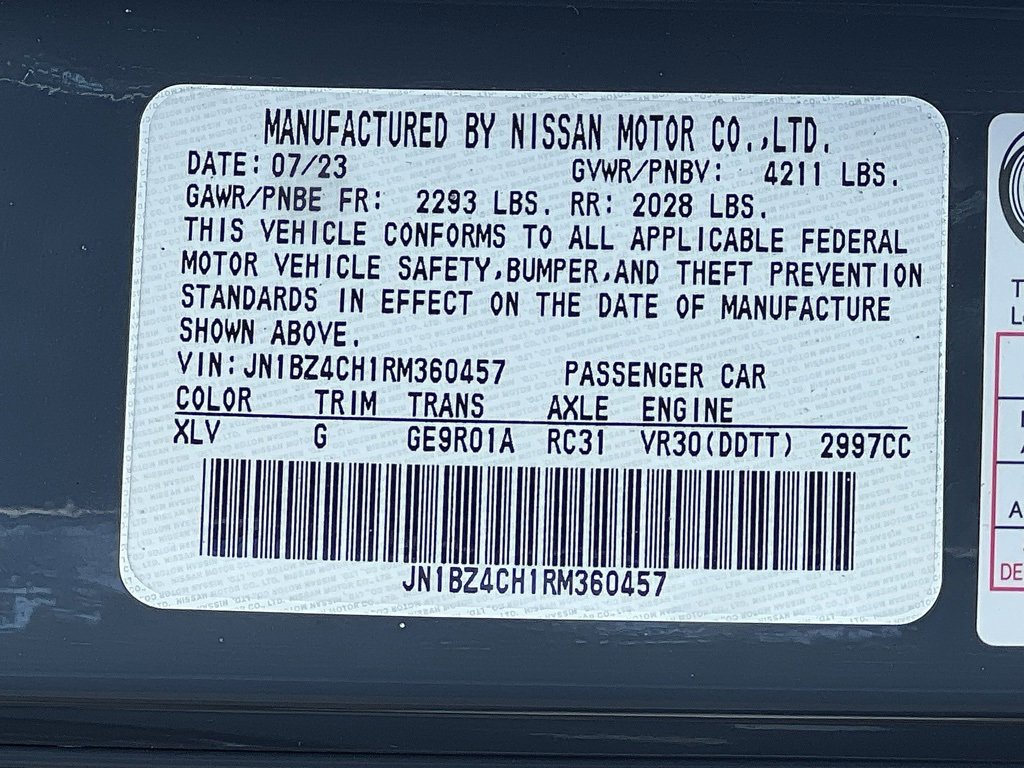 MANUFACTURED BY NISSAN MOTOR CO.,LTD.
DATE: 07/23 GVWR/PNBV: 4211 LBS.
GAWR/PNBE FR: 2293 LBS. RR: 2028 LBS.
THIS VEHICLE CONFORMS TO ALL APPLICABLE FEDERAL
MOTOR VEHICLE SAFETY,BUMPER,AND THEFT PREVENTION
STANDARDS IN EFFECT ON THE DATE OF MANUFACTURE
SHOWN ABOVE.
VIN:JN1BZ4CH1RM360457 PASSENGER CAR
COLOR TRIM TRANS AXLE ENGINE
XLV G GE9R01A RC31 VR30(DDTT) 2997CC
JN1BZ4CH1RM360457